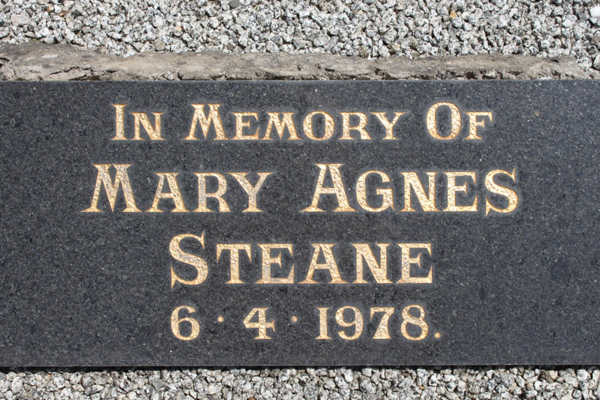 In Memory Of
Mary Agnes
Steane
6 · 4 · 1978.